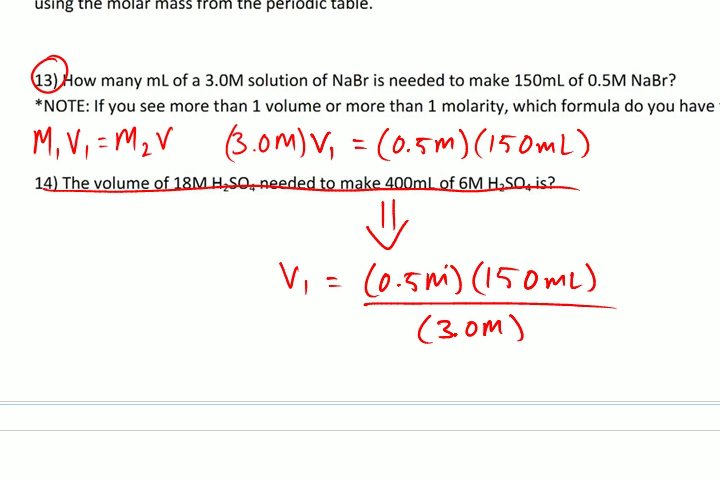 using the molar mass from the periodic table.
13) How many mL of a 3.0M solution of NaBr is needed to make 150mL of 0.5M NaBr?
*NOTE: If you see more than 1 volume or more than 1 molarity, which formula do you have
M₁V₁ = M₂V (3.0M)V₁ = (0.5M)(150mL)
14) The volume of 18M H₂SO₄ needed to make 400mL of 6M H₂SO₄ is?
V₁ = (0.5M)(150mL)
(3.0M)